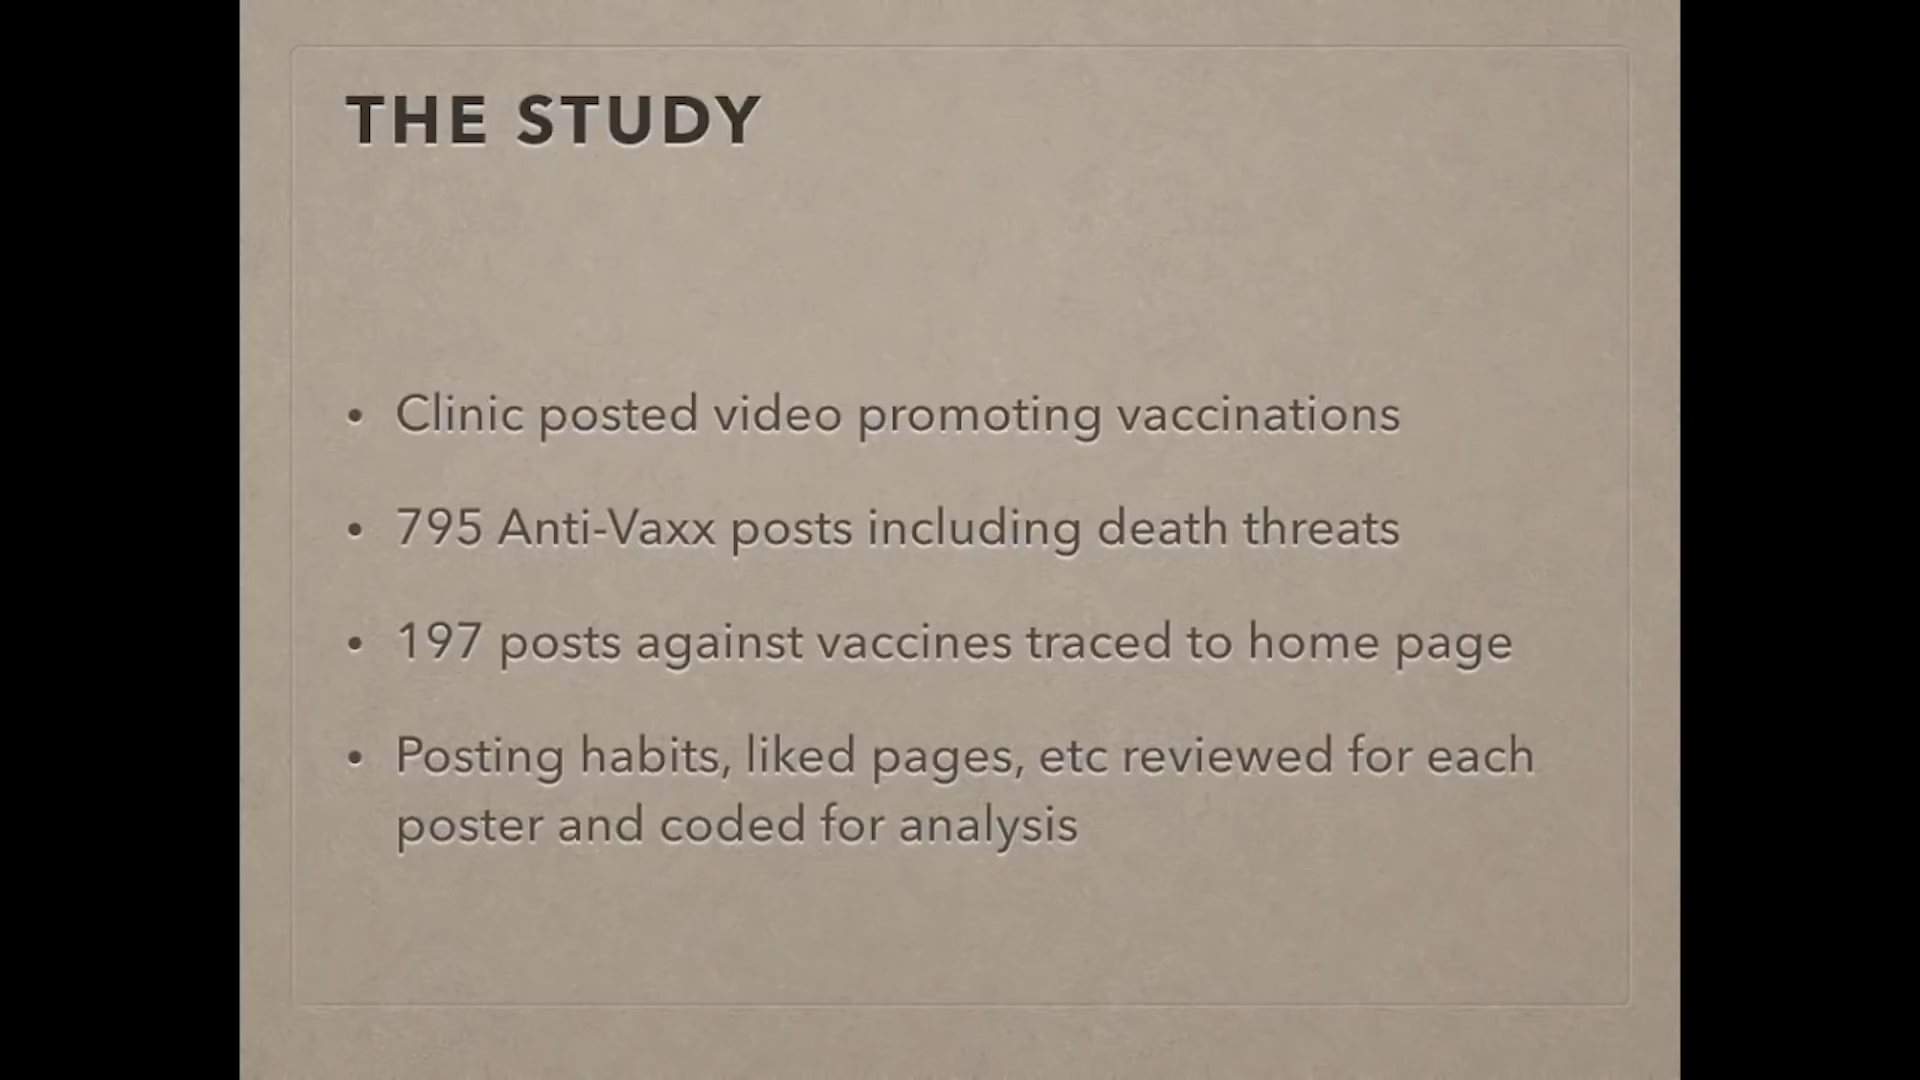 THE STUDY
• Clinic posted video promoting vaccinations
• 795 Anti-Vaxx posts including death threats
• 197 posts against vaccines traced to home page
• Posting habits, liked pages, etc reviewed for each
poster and coded for analysis